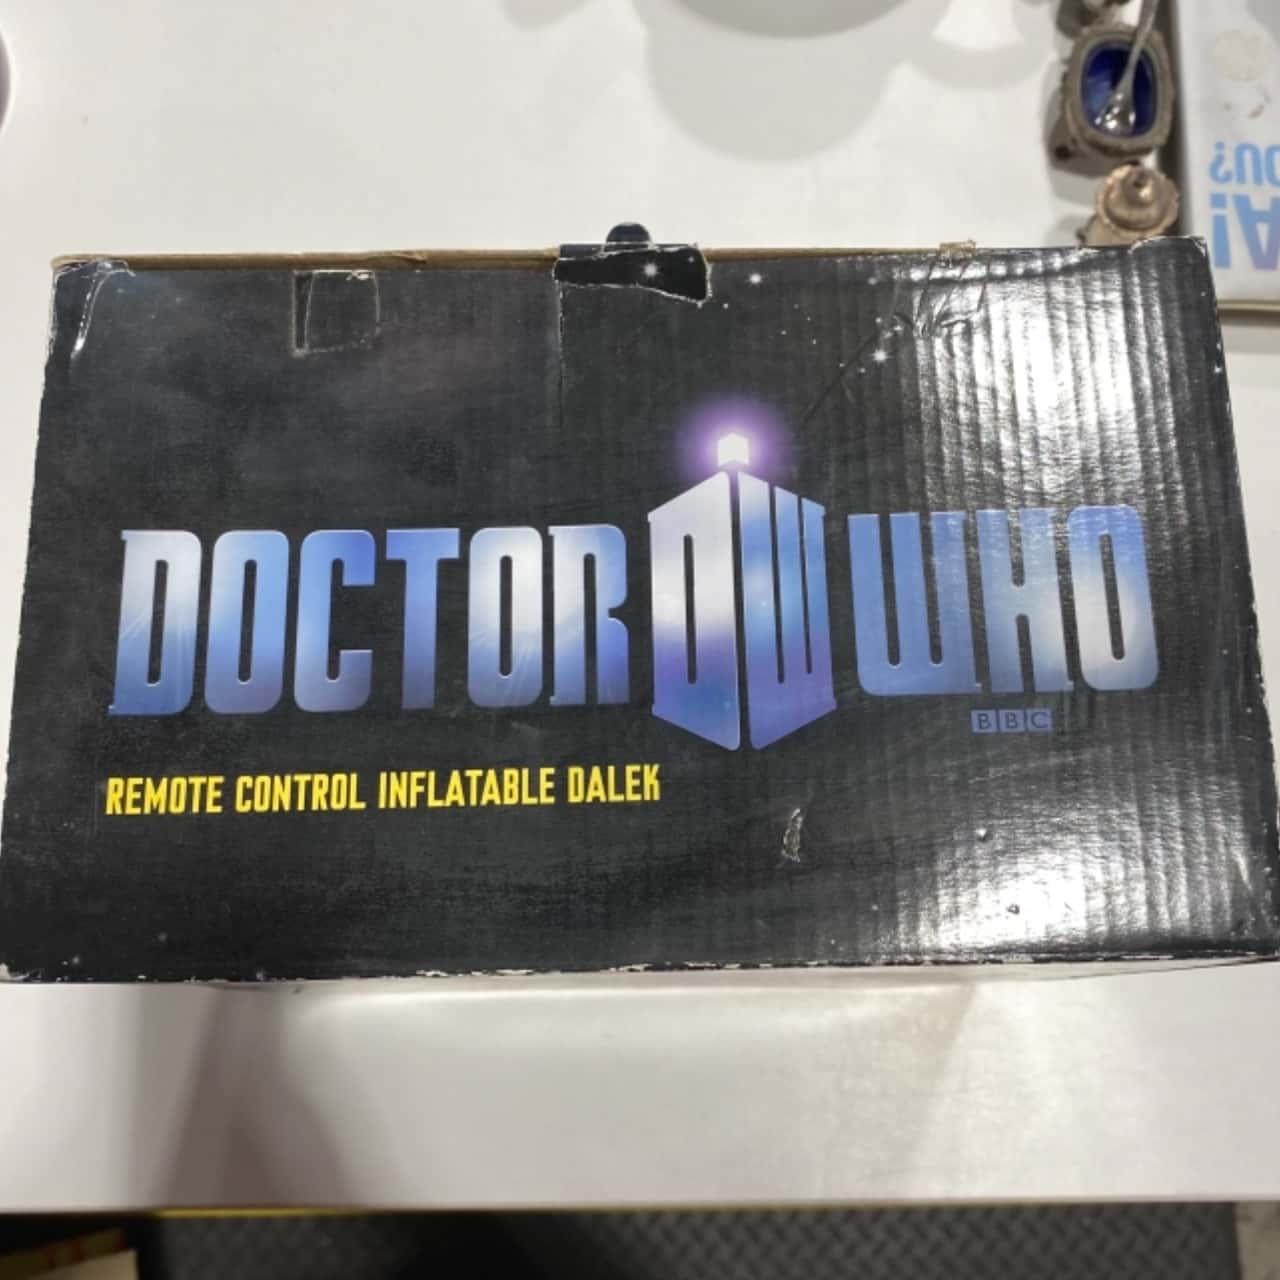 DOCTOR DW WHO
BBC
REMOTE CONTROL INFLATABLE DALEK